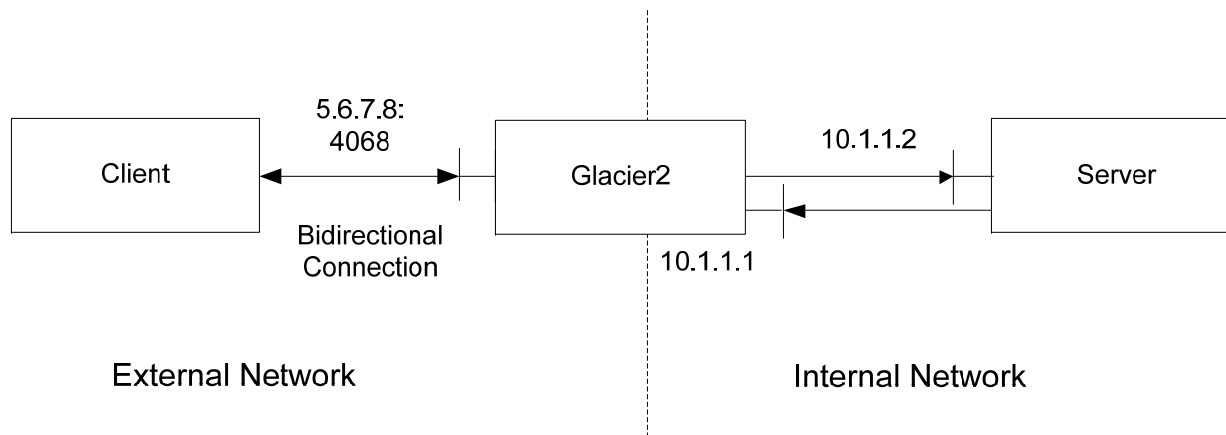 5.6.7.8:
4068
Client
Glacier2
10.1.1.2
Server
Bidirectional
Connection
10.1.1.1
External Network
Internal Network